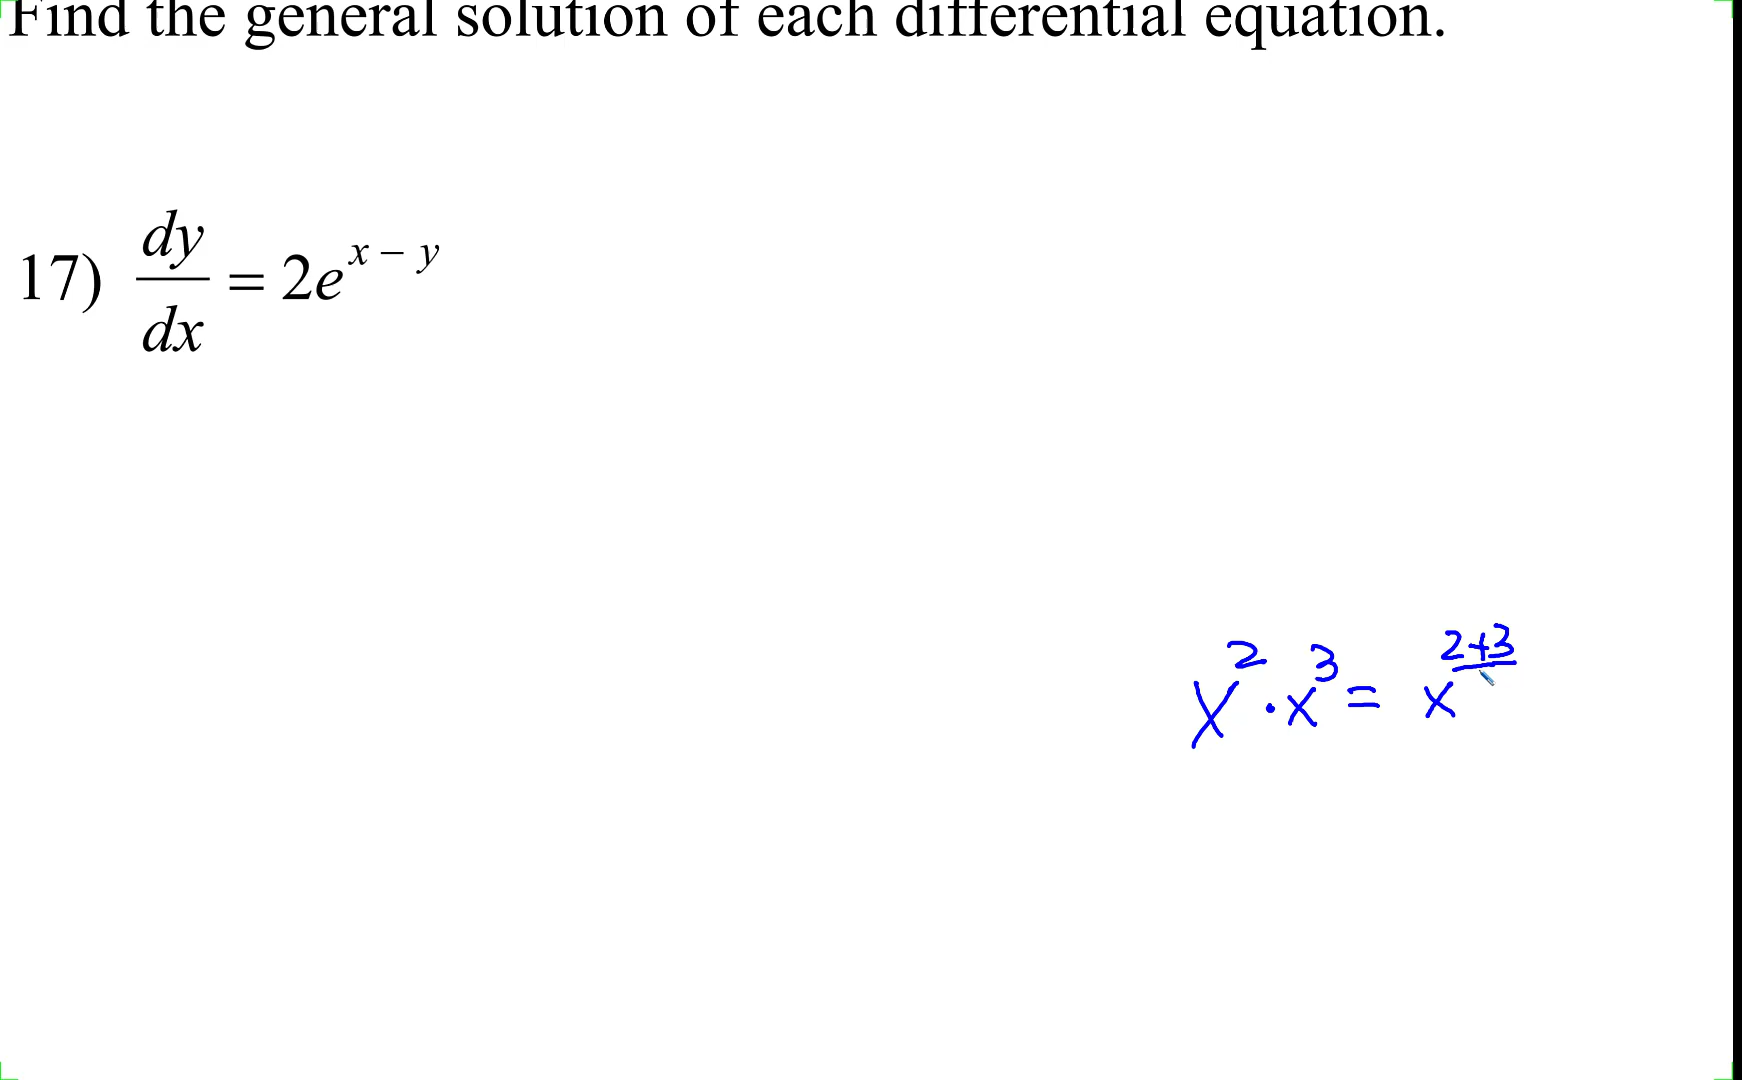 Find the general solution of each differential equation.
17) dy/dx = 2e^(x − y)
x^2 · x^3 = x^(2+3)